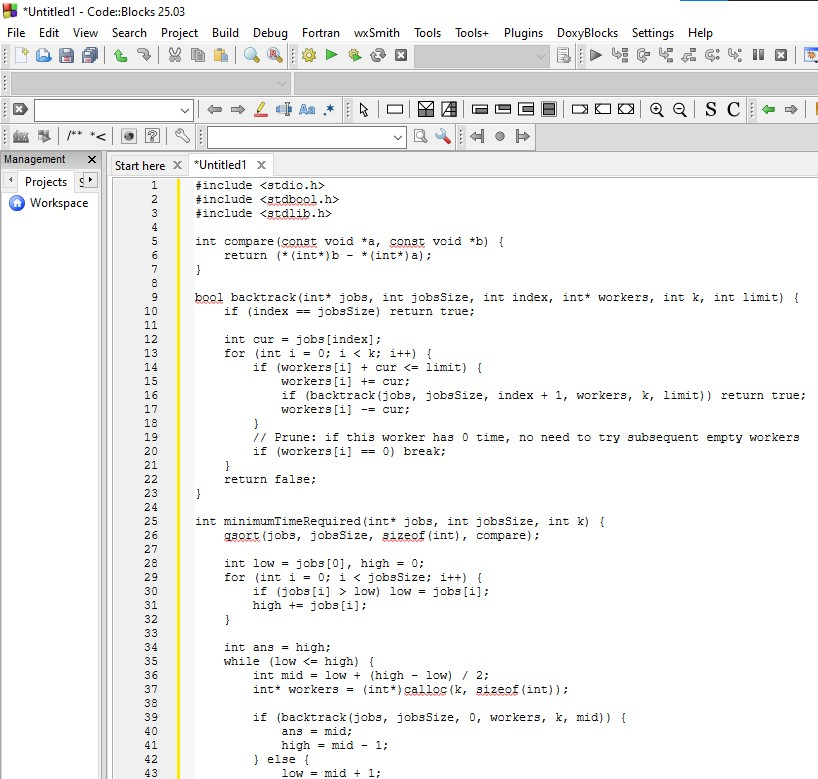 *Untitled1 - Code::Blocks 25.03
File Edit View Search Project Build Debug Fortran wxSmith Tools Tools+ Plugins DoxyBlocks Settings Help
Aa .* S C
/** *<
Management
Start here *Untitled1
Projects
Workspace
1 #include <stdio.h>
2 #include <stdbool.h>
3 #include <stdlib.h>
4
5 int compare(const void *a, const void *b) {
6     return (*(int*)b - *(int*)a);
7 }
8
9 bool backtrack(int* jobs, int jobsSize, int index, int* workers, int k, int limit) {
10     if (index == jobsSize) return true;
11
12     int cur = jobs[index];
13     for (int i = 0; i < k; i++) {
14         if (workers[i] + cur <= limit) {
15             workers[i] += cur;
16             if (backtrack(jobs, jobsSize, index + 1, workers, k, limit)) return true;
17             workers[i] -= cur;
18         }
19         // Prune: if this worker has 0 time, no need to try subsequent empty workers
20         if (workers[i] == 0) break;
21     }
22     return false;
23 }
24
25 int minimumTimeRequired(int* jobs, int jobsSize, int k) {
26     qsort(jobs, jobsSize, sizeof(int), compare);
27
28     int low = jobs[0], high = 0;
29     for (int i = 0; i < jobsSize; i++) {
30         if (jobs[i] > low) low = jobs[i];
31         high += jobs[i];
32     }
33
34     int ans = high;
35     while (low <= high) {
36         int mid = low + (high - low) / 2;
37         int* workers = (int*)calloc(k, sizeof(int));
38
39         if (backtrack(jobs, jobsSize, 0, workers, k, mid)) {
40             ans = mid;
41             high = mid - 1;
42         } else {
43             low = mid + 1;